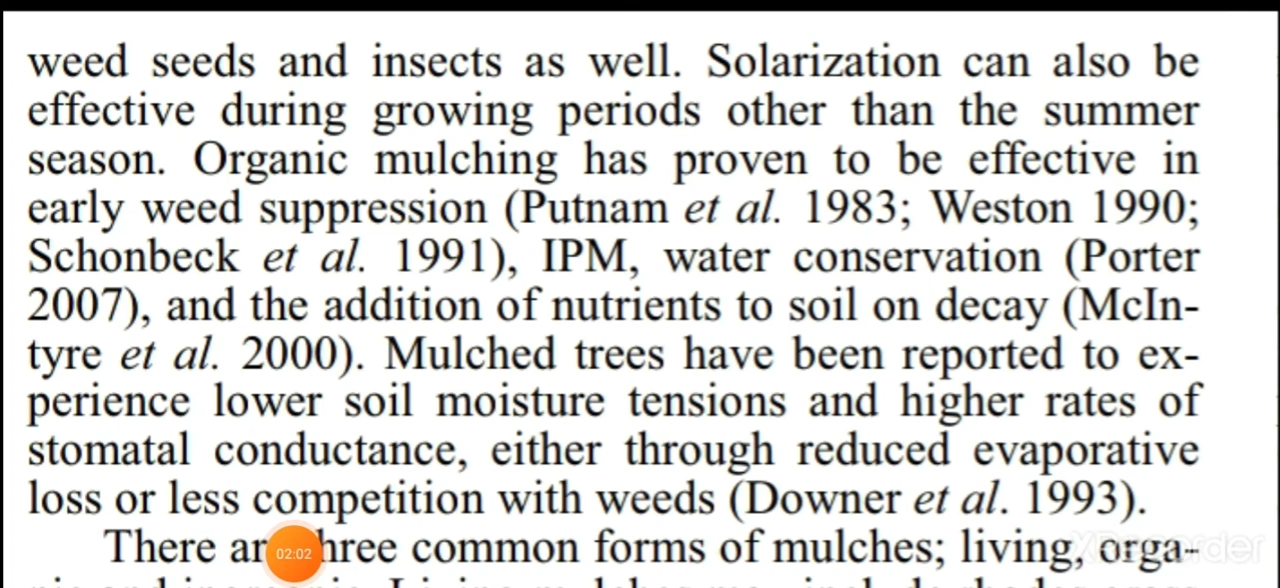 weed seeds and insects as well. Solarization can also be
effective during growing periods other than the summer
season. Organic mulching has proven to be effective in
early weed suppression (Putnam et al. 1983; Weston 1990;
Schonbeck et al. 1991), IPM, water conservation (Porter
2007), and the addition of nutrients to soil on decay (McIn-
tyre et al. 2000). Mulched trees have been reported to ex-
perience lower soil moisture tensions and higher rates of
stomatal conductance, either through reduced evaporative
loss or less competition with weeds (Downer et al. 1993).
There are three common forms of mulches; living, orga-
02:02
XRecorder